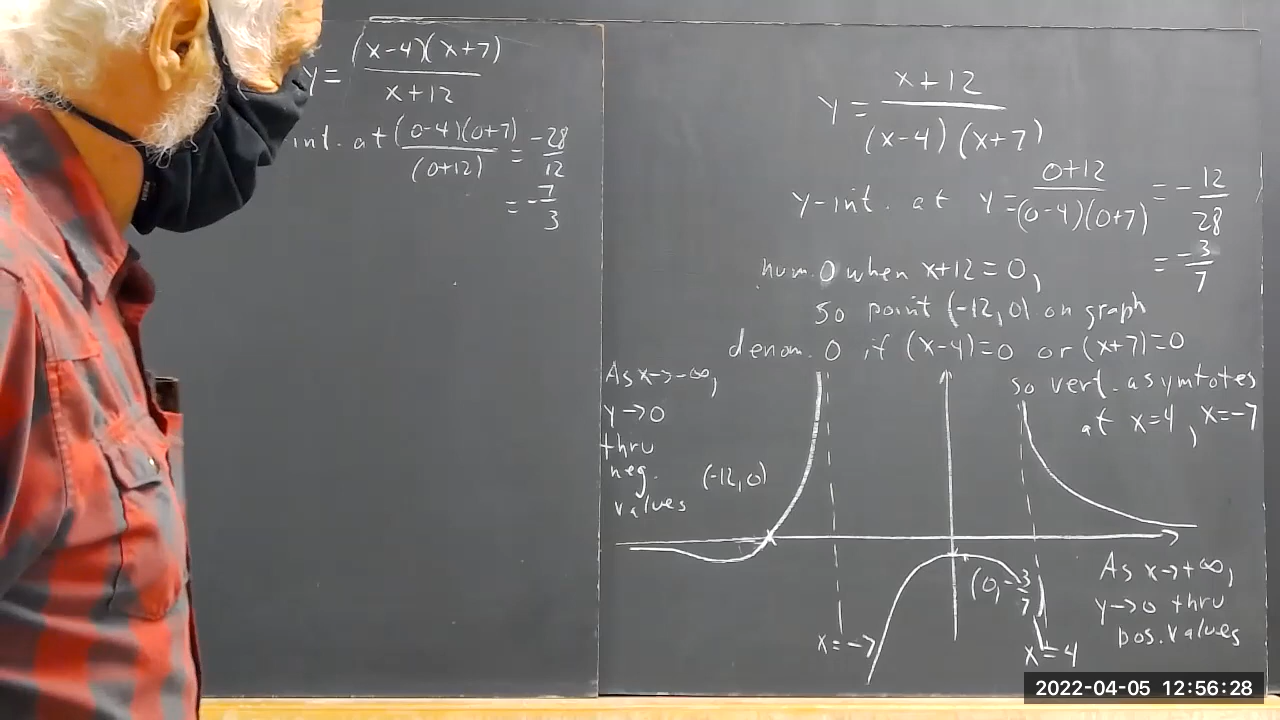 y = (x-4)(x+7)
x+12
int. at (0-4)(0+7) = -28
(0+12) 12
= -7
3
y = x+12
(x-4)(x+7)
y-int. at y = 0+12 = -12
(0-4)(0+7) 28
= -3
7
num. 0 when x+12=0,
so point (-12,0) on graph
denom. 0 if (x-4)=0 or (x+7)=0
so vert. asymtotes
at x=4, x=-7
As x→-∞,
y→0
thru
neg.
values
(-12,0)
(0,-3/7)
x=-7
x=4
As x→+∞,
y→0 thru
pos. values
2022-04-05 12:56:28